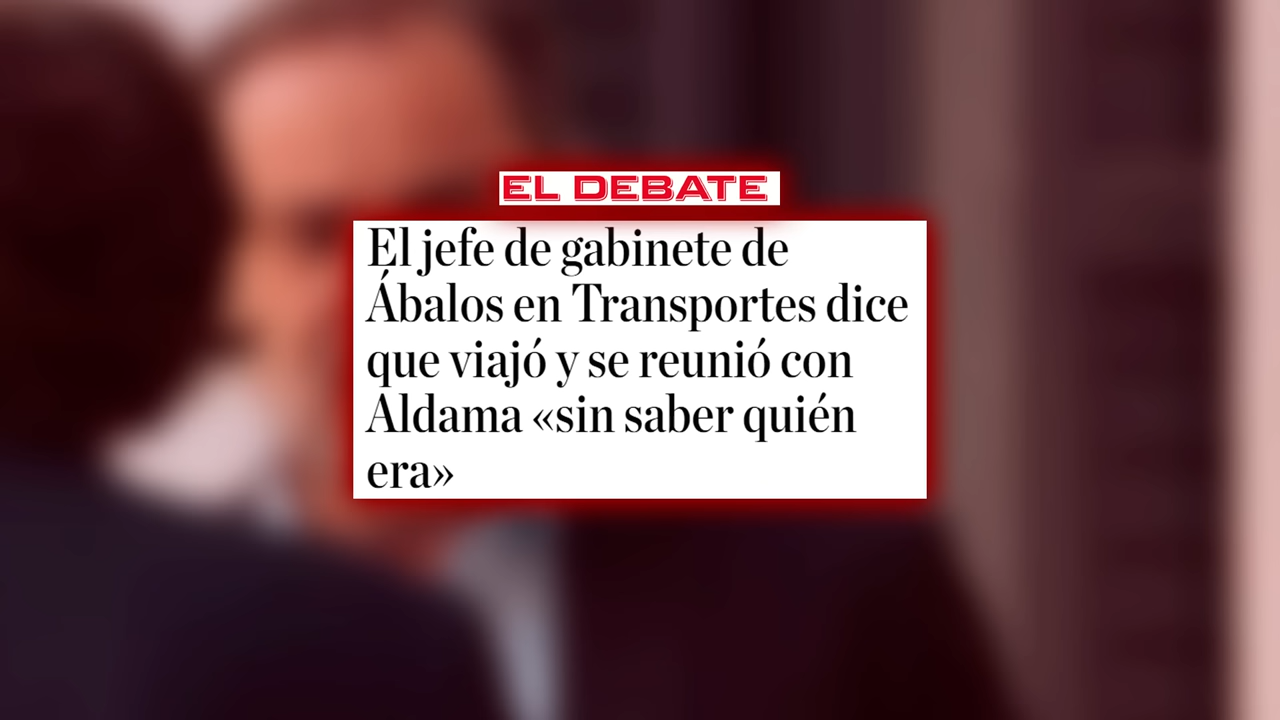 EL DEBATE
El jefe de gabinete de
Ábalos en Transportes dice
que viajó y se reunió con
Aldama «sin saber quién
era»